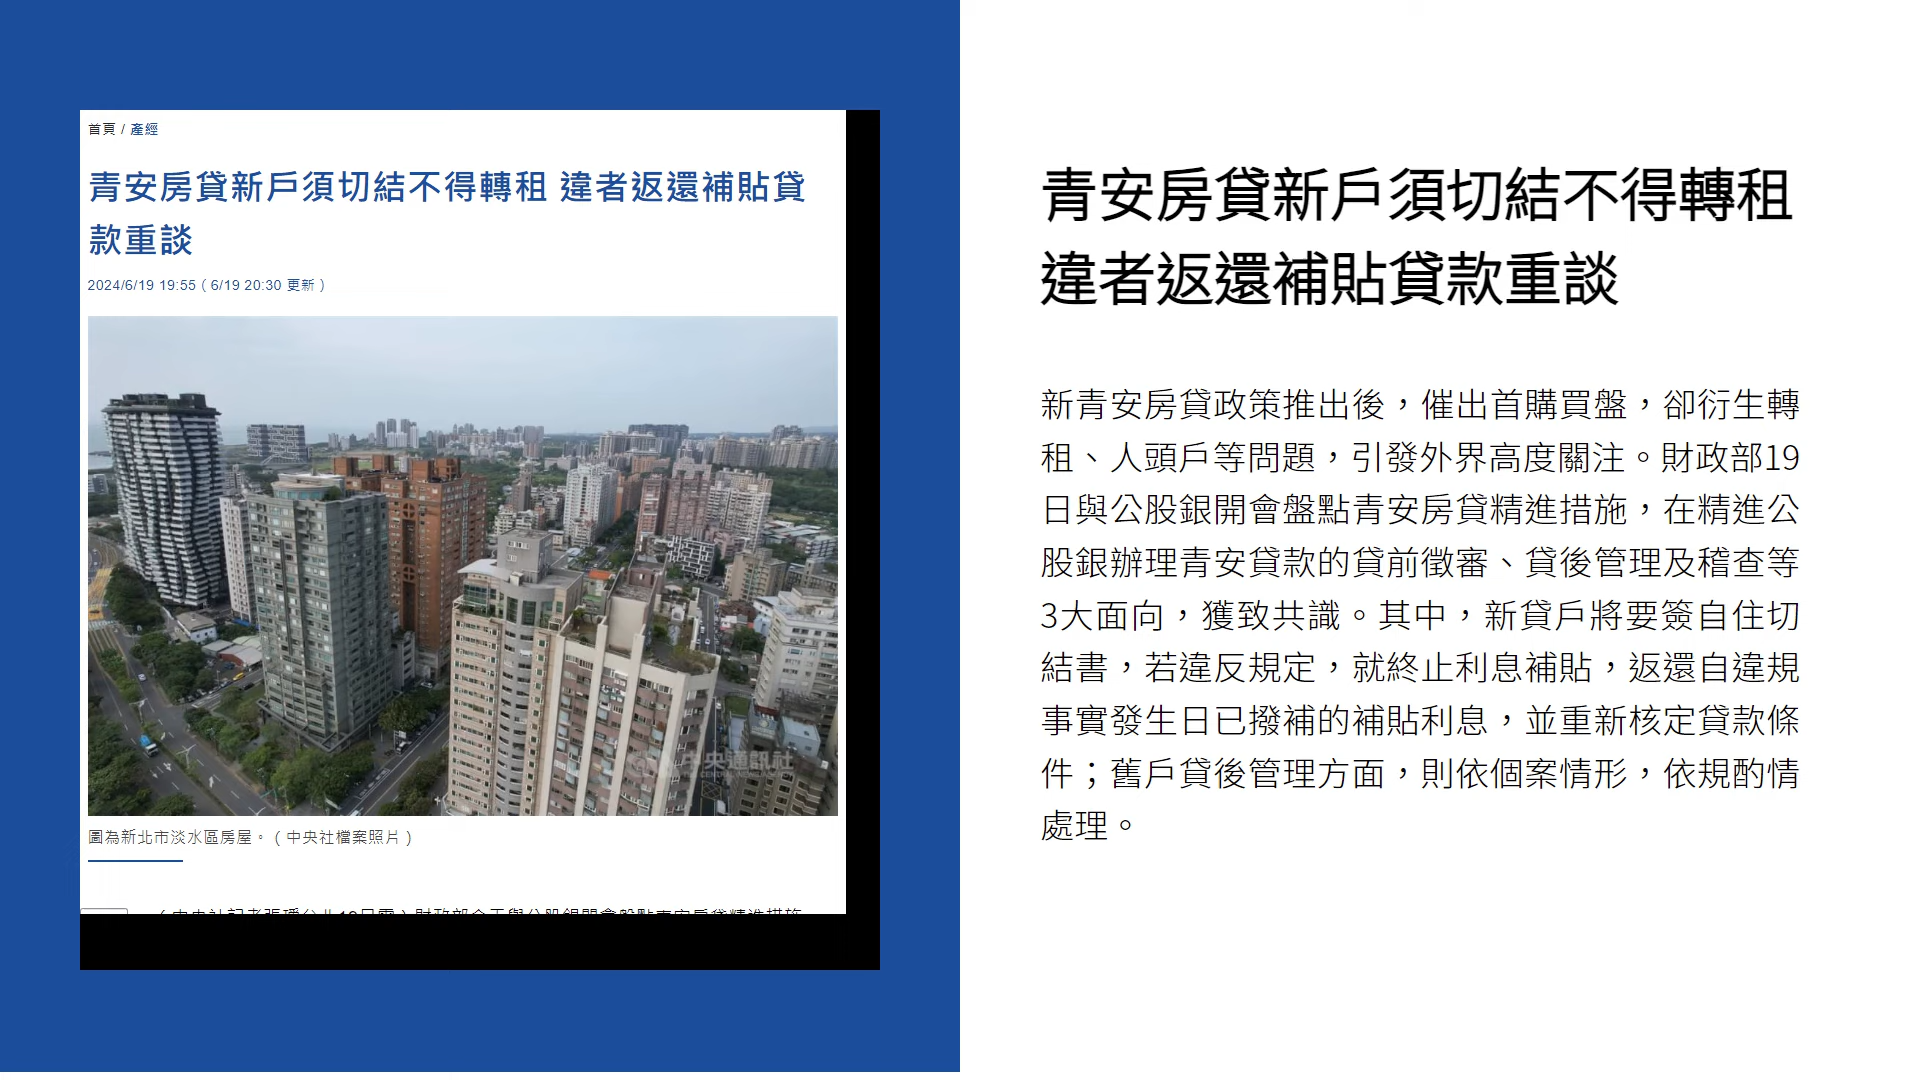 首頁 / 產經
青安房貸新戶須切結不得轉租 違者返還補貼貸
款重談
2024/6/19 19:55（6/19 20:30 更新）
中央通訊社
圖為新北市淡水區房屋。（中央社檔案照片）
青安房貸新戶須切結不得轉租
違者返還補貼貸款重談
新青安房貸政策推出後，催出首購買盤，卻衍生轉
租、人頭戶等問題，引發外界高度關注。財政部19
日與公股銀開會盤點青安房貸精進措施，在精進公
股銀辦理青安貸款的貸前徵審、貸後管理及稽查等
3大面向，獲致共識。其中，新貸戶將要簽自住切
結書，若違反規定，就終止利息補貼，返還自違規
事實發生日已撥補的補貼利息，並重新核定貸款條
件；舊戶貸後管理方面，則依個案情形，依規酌情
處理。